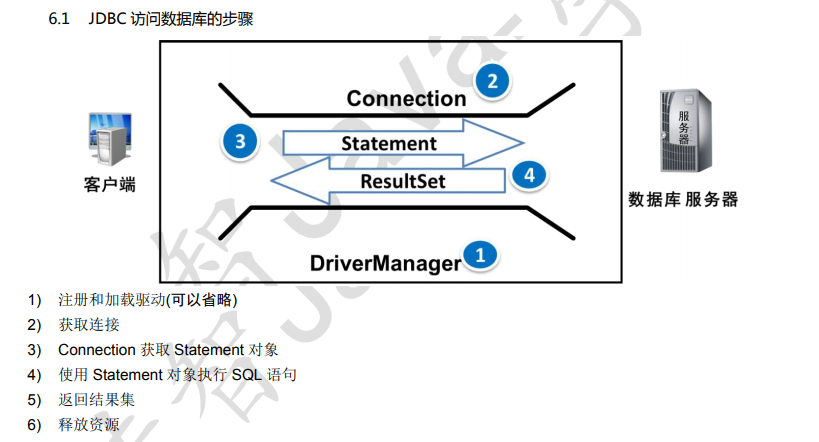 6.1 JDBC 访问数据库的步骤
2
Connection
3
Statement
服务器
客户端
ResultSet
4
数据库 服务器
DriverManager
1
1) 注册和加载驱动(可以省略)
2) 获取连接
3) Connection 获取 Statement 对象
4) 使用 Statement 对象执行 SQL 语句
5) 返回结果集
6) 释放资源